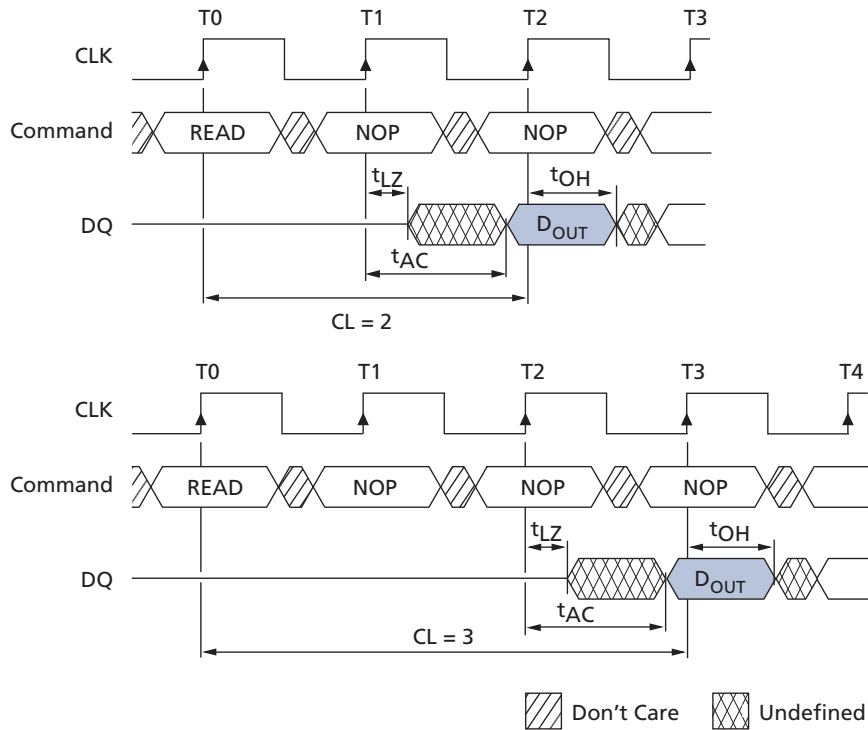 T0 T1 T2 T3
CLK
Command READ NOP NOP
tLZ tOH
DQ DOUT
tAC
CL = 2
T0 T1 T2 T3 T4
CLK
Command READ NOP NOP NOP
tLZ tOH
DQ DOUT
tAC
CL = 3
Don't Care Undefined